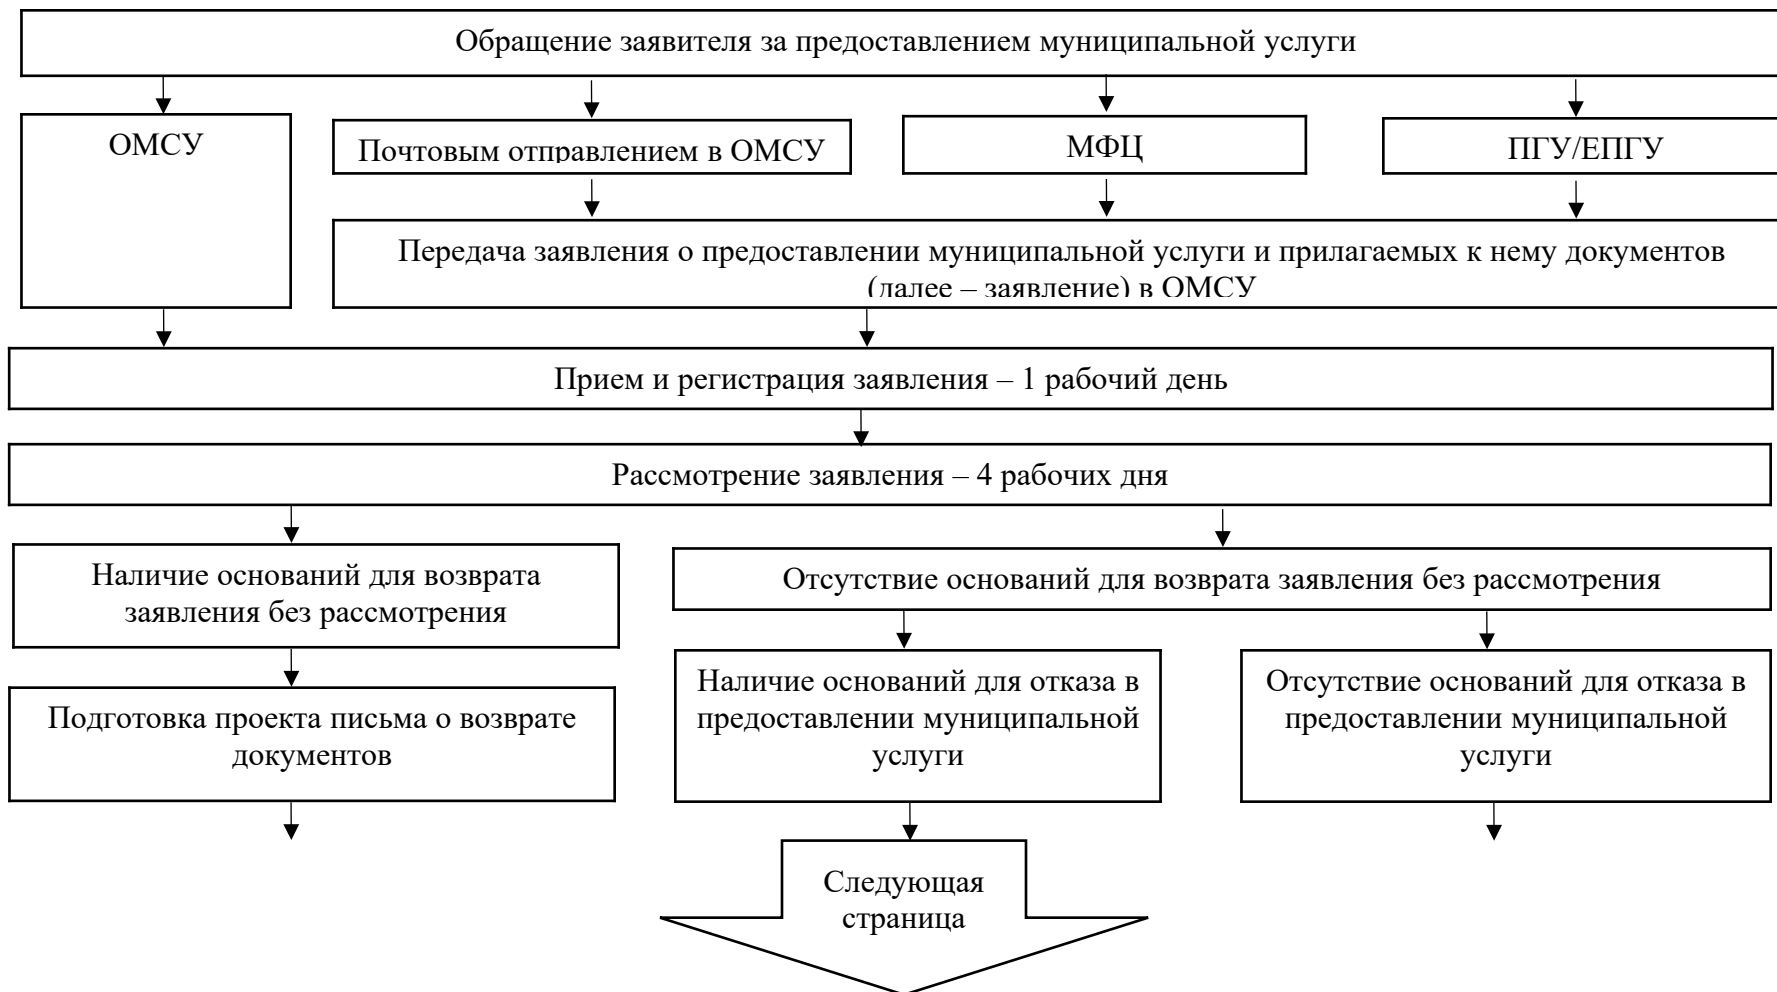 Обращение заявителя за предоставлением муниципальной услуги
ОМСУ
Почтовым отправлением в ОМСУ
МФЦ
ПГУ/ЕПГУ
Передача заявления о предоставлении муниципальной услуги и прилагаемых к нему документов
(далее – заявление) в ОМСУ
Прием и регистрация заявления – 1 рабочий день
Рассмотрение заявления – 4 рабочих дня
Наличие оснований для возврата
заявления без рассмотрения
Отсутствие оснований для возврата заявления без рассмотрения
Подготовка проекта письма о возврате
документов
Наличие оснований для отказа в
предоставлении муниципальной
услуги
Отсутствие оснований для отказа в
предоставлении муниципальной
услуги
Следующая
страница